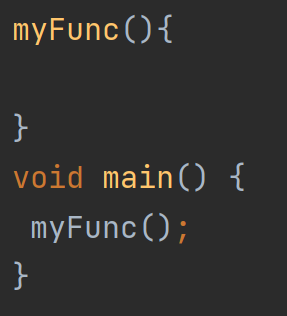 myFunc(){
}
void main() {
 myFunc();
}